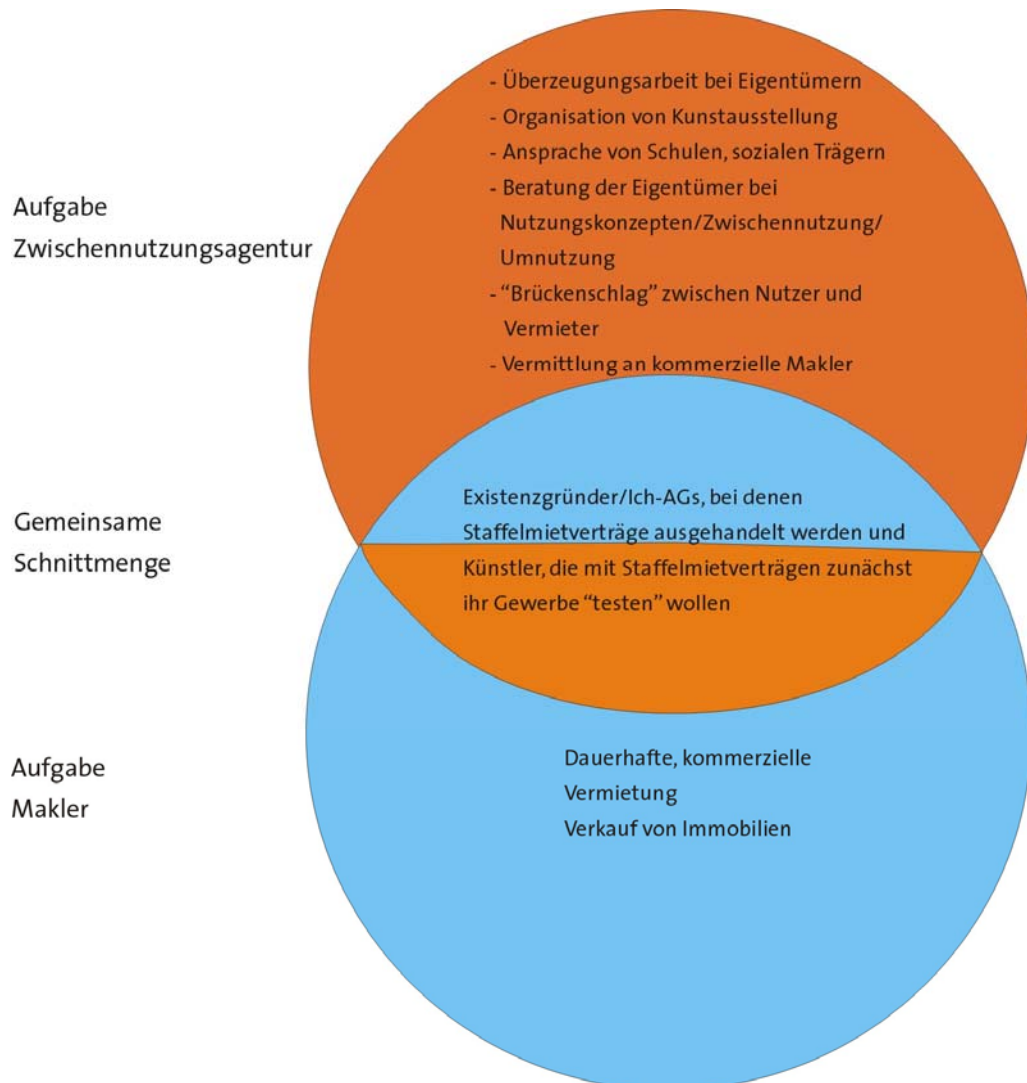 - Überzeugungsarbeit bei Eigentümern
- Organisation von Kunstausstellung
- Ansprache von Schulen, sozialen Trägern
- Beratung der Eigentümer bei
Nutzungskonzepten/Zwischennutzung/
Umnutzung
- “Brückenschlag” zwischen Nutzer und
Vermieter
- Vermittlung an kommerzielle Makler
Aufgabe
Zwischennutzungsagentur
Gemeinsame
Schnittmenge
Existenzgründer/Ich-AGs, bei denen
Staffelmietverträge ausgehandelt werden und
Künstler, die mit Staffelmietverträgen zunächst
ihr Gewerbe “testen” wollen
Aufgabe
Makler
Dauerhafte, kommerzielle
Vermietung
Verkauf von Immobilien